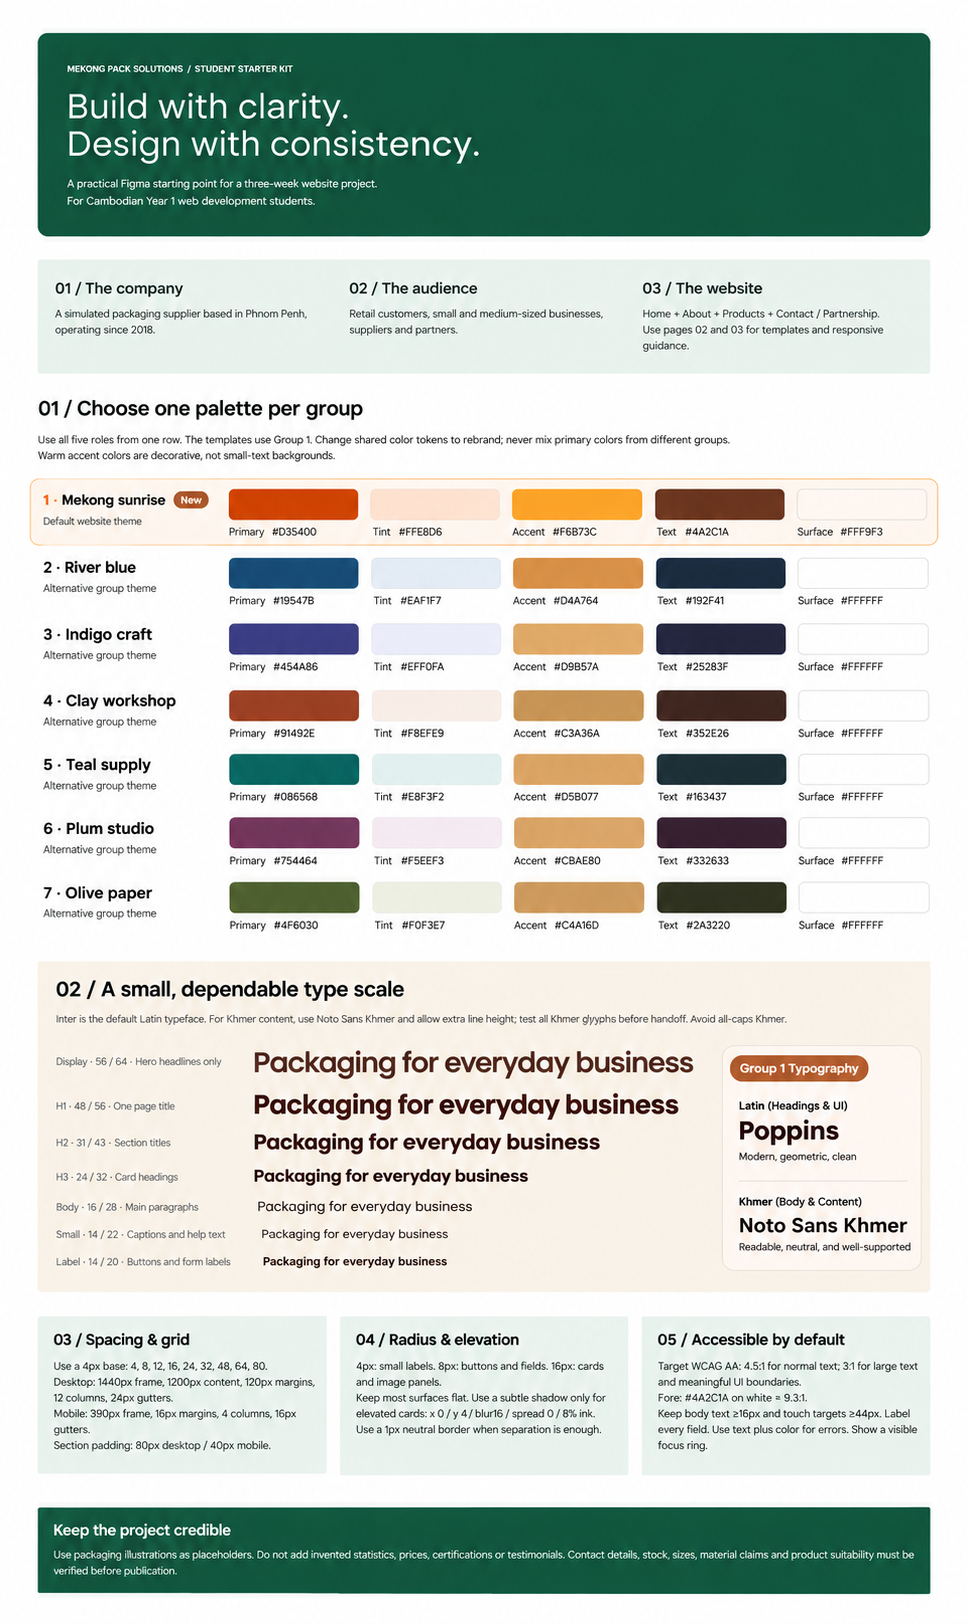 MEKONG PACK SOLUTIONS / STUDENT STARTER KIT
Build with clarity.
Design with consistency.
A practical Figma starting point for a three-week website project.
For Cambodian Year 1 web development students.
01 / The company
A simulated packaging supplier based in Phnom Penh,
operating since 2018.
02 / The audience
Retail customers, small and medium-sized businesses,
suppliers and partners.
03 / The website
Home + About + Products + Contact / Partnership.
Use pages 02 and 03 for templates and responsive
guidance.
01 / Choose one palette per group
Use all five roles from one row. The templates use Group 1. Change shared color tokens to rebrand; never mix primary colors from different groups.
Warm accent colors are decorative, not small-text backgrounds.
1 · Mekong sunrise New
Default website theme
Primary #D35400 Tint #FFE8D6 Accent #F6B73C Text #4A2C1A Surface #FFF9F3
2 · River blue
Alternative group theme
Primary #19547B Tint #EAF1F7 Accent #D4A764 Text #192F41 Surface #FFFFFF
3 · Indigo craft
Alternative group theme
Primary #454A86 Tint #EFF0FA Accent #D9B57A Text #25283F Surface #FFFFFF
4 · Clay workshop
Alternative group theme
Primary #91492E Tint #F8EFE9 Accent #C3A36A Text #352E26 Surface #FFFFFF
5 · Teal supply
Alternative group theme
Primary #086568 Tint #E8F3F2 Accent #D5B077 Text #163437 Surface #FFFFFF
6 · Plum studio
Alternative group theme
Primary #754464 Tint #F5EEF3 Accent #CBAE80 Text #332633 Surface #FFFFFF
7 · Olive paper
Alternative group theme
Primary #4F6030 Tint #F0F3E7 Accent #C4A16D Text #2A3220 Surface #FFFFFF
02 / A small, dependable type scale
Inter is the default Latin typeface. For Khmer content, use Noto Sans Khmer and allow extra line height; test all Khmer glyyphs before handoff. Avoid all-caps Khmer.
Display · 56 / 64 · Hero headlines only Packaging for everyday business
H1 · 48 / 56 · One page title Packaging for everyday business
H2 · 31 / 43 · Section titles Packaging for everyday business
H3 · 24 / 32 · Card headings Packaging for everyday business
Body · 16 / 28 · Main paragraphs Packaging for everyday business
Small · 14 / 22 · Captions and help text Packaging for everyday business
Label · 14 / 20 · Buttons and form labels Packaging for everyday business
Group 1 Typography
Latin (Headings & UI)
Poppins
Modern, geometric, clean
Khmer (Body & Content)
Noto Sans Khmer
Readable, neutral, and well-supported
03 / Spacing & grid
Use a 4px base: 4, 8, 12, 16, 24, 32, 48, 64, 80.
Desktop: 1440px frame, 1200px content, 120px margins,
12 columns, 24px gutters.
Mobile: 390px frame, 16px margins, 4 columns, 16px
gutters.
Section padding: 80px desktop / 40px mobile.
04 / Radius & elevation
4px: small labels. 8px: buttons and fields. 16px: cards
and image panels.
Keep most surfaces flat. Use a subtle shadow only for
elevated cards: x 0 / y 4 / blur16 / spread 0 / 8% ink.
Use a 1px neutral border when separation is enough.
05 / Accessible by default
Target WCAG AA: 4.5:1 for normal text; 3:1 for large text
and meaningful UI boundaries.
Fore: #4A2C1A on white = 9.3:1.
Keep body text ≥16px and touch targets ≥44px. Label
every field. Use text plus color for errors. Show a visible
focus ring.
Keep the project credible
Use packaging illustrations as placeholders. Do not add invented statistics, prices, certifications or testimonials. Contact details, stock, sizes, material claims and product suitability must be
verified before publication.